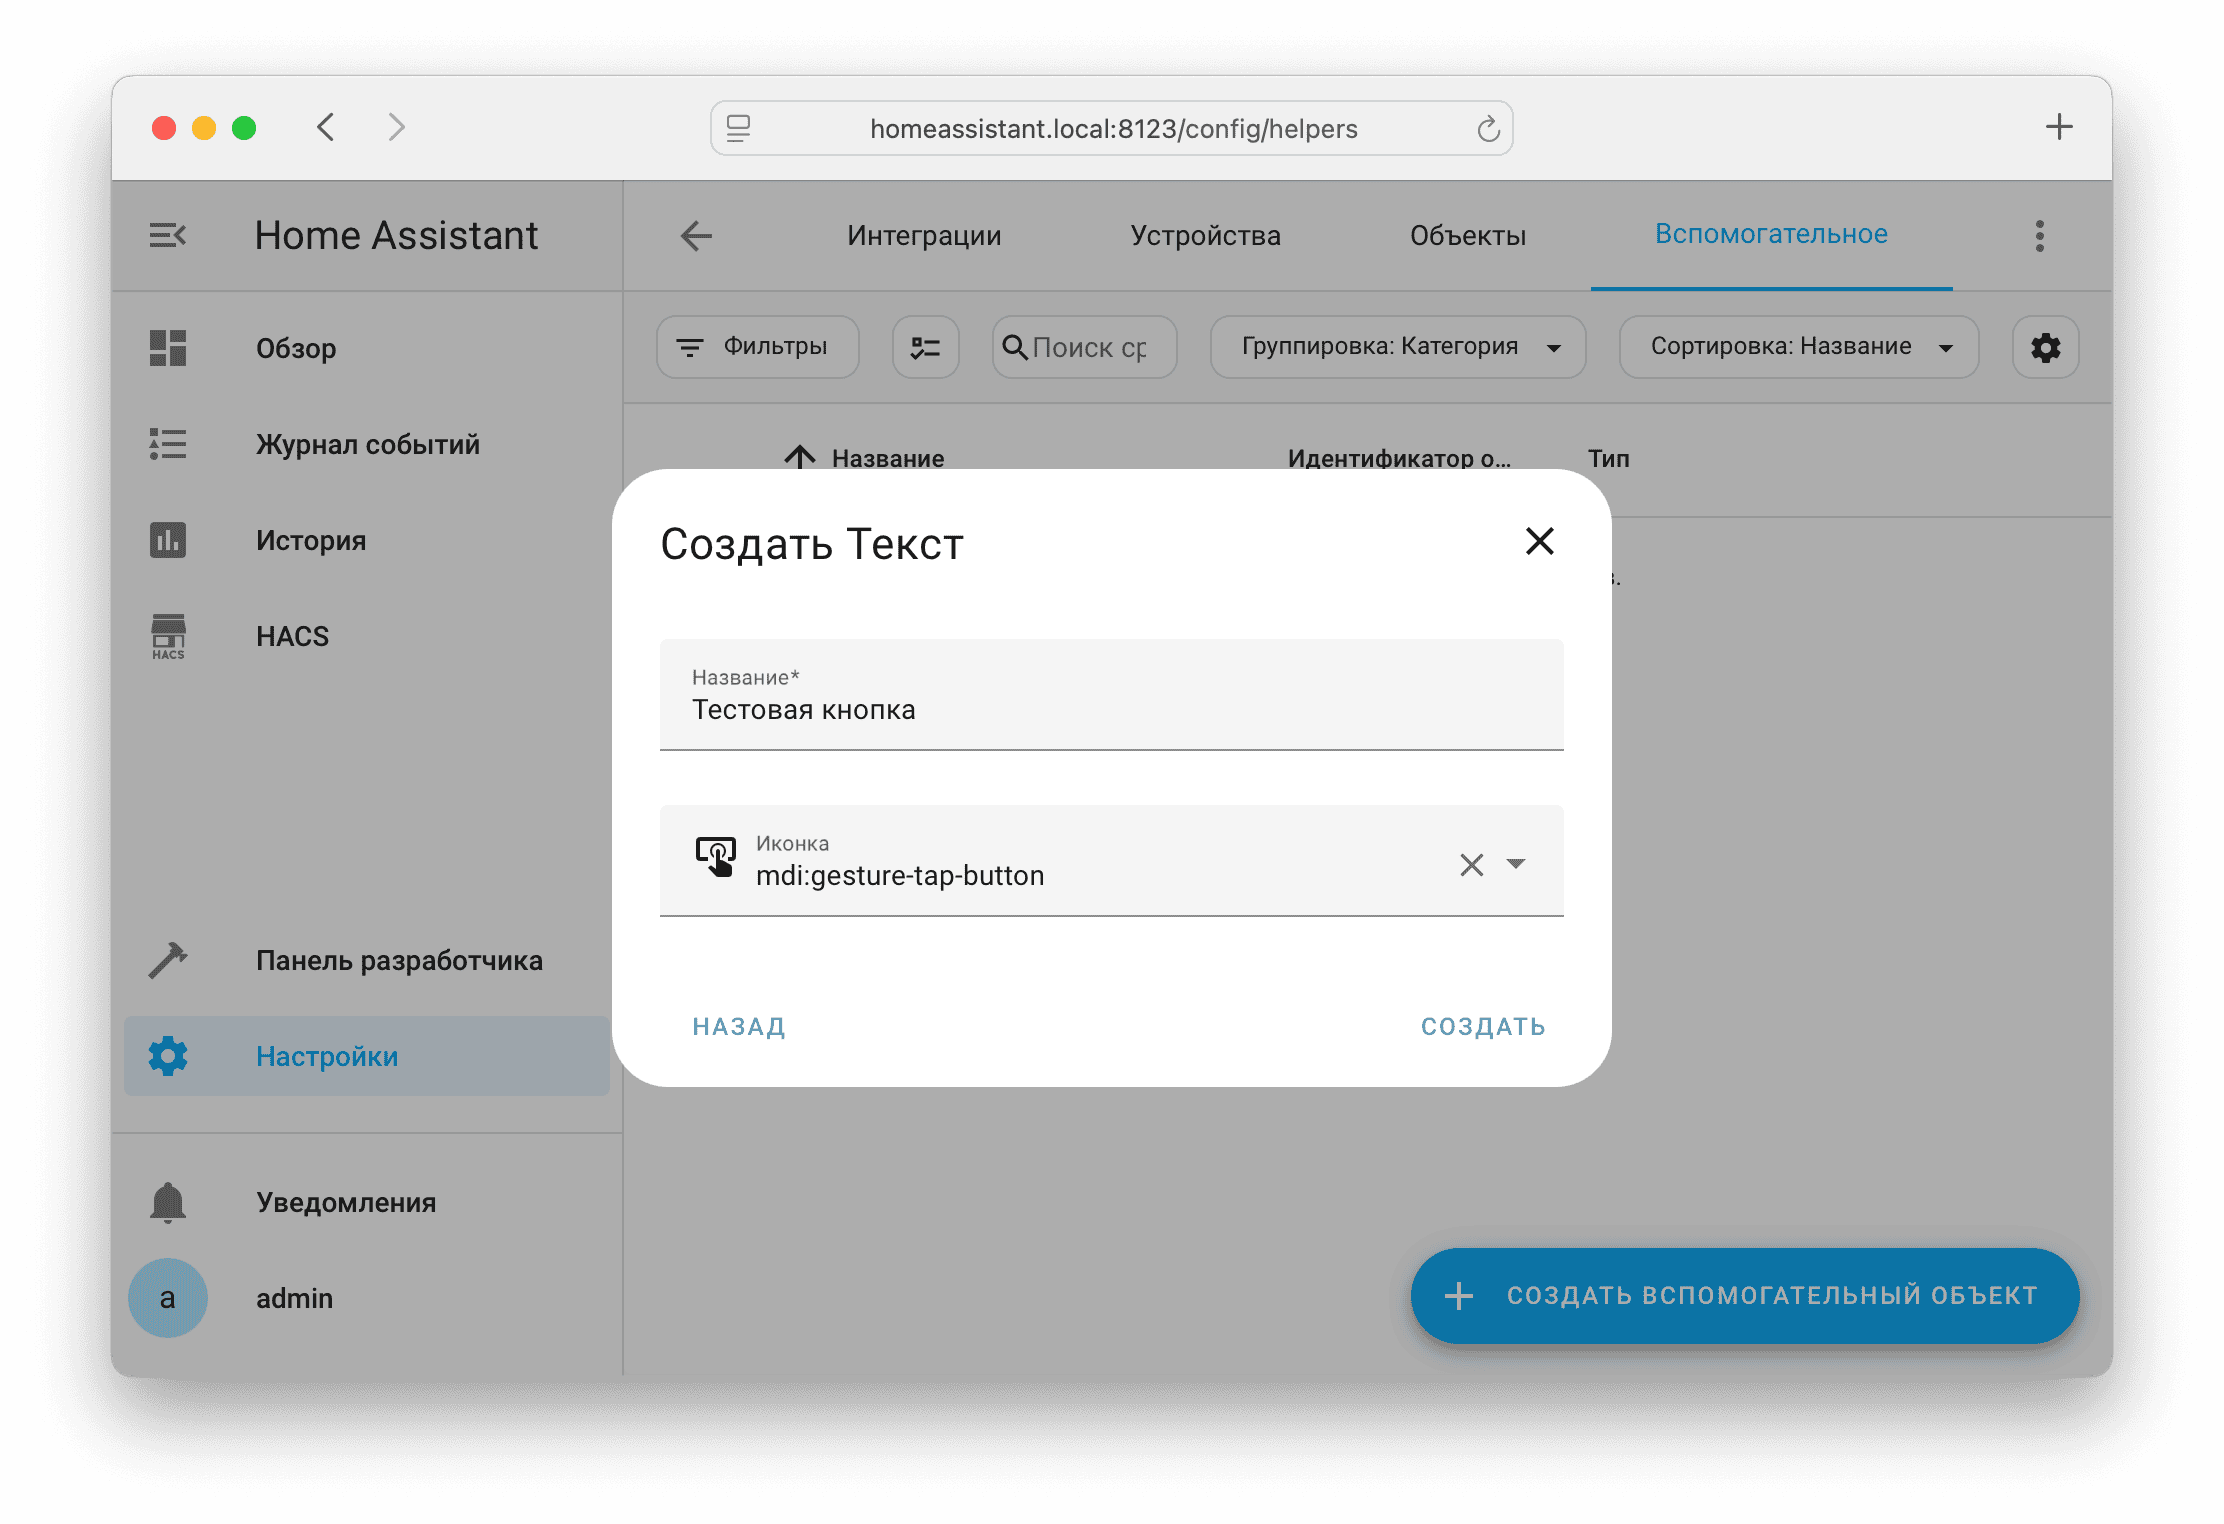 homeassistant.local:8123/config/helpers
Home Assistant
Интеграции
Устройства
Объекты
Вспомогательное
Обзор
Журнал событий
История
HACS
HACS
Панель разработчика
Настройки
Уведомления
a
admin
Фильтры
Поиск ср
Группировка: Категория
Сортировка: Название
Название
Идентификатор о...
Тип
Создать Текст
Название*
Тестовая кнопка
Иконка
mdi:gesture-tap-button
НАЗАД
СОЗДАТЬ
СОЗДАТЬ ВСПОМОГАТЕЛЬНЫЙ ОБЪЕКТ